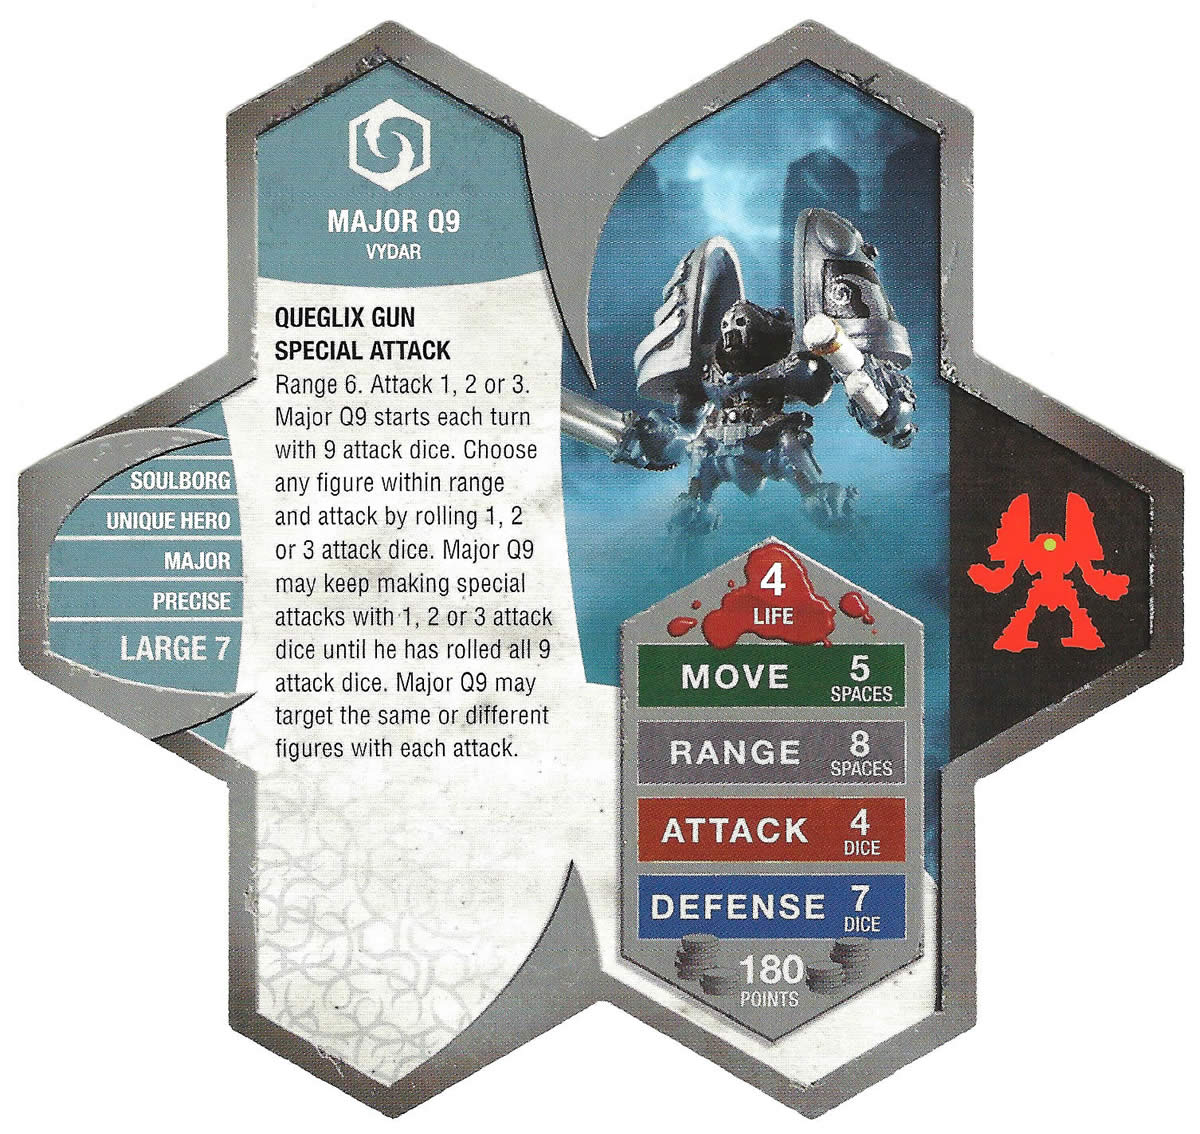 MAJOR Q9
VYDAR
QUEGLIX GUN
SPECIAL ATTACK
Range 6. Attack 1, 2 or 3.
Major Q9 starts each turn
with 9 attack dice. Choose
any figure within range
and attack by rolling 1, 2
or 3 attack dice. Major Q9
may keep making special
attacks with 1, 2 or 3 attack
dice until he has rolled all 9
attack dice. Major Q9 may
target the same or different
figures with each attack.
SOULBORG
UNIQUE HERO
MAJOR
PRECISE
LARGE 7
4
LIFE
MOVE 5
SPACES
RANGE 8
SPACES
ATTACK 4
DICE
DEFENSE 7
DICE
180
POINTS